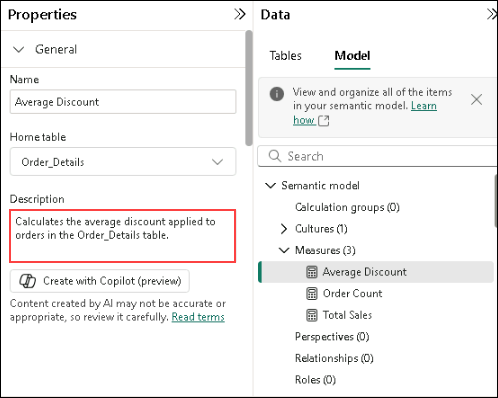 Properties
General
Name
Average Discount
Home table
Order_Details
Description
Calculates the average discount applied to
orders in the Order_Details table.
Create with Copilot (preview)
Content created by AI may not be accurate or
appropriate, so review it carefully. Read terms
Data
Tables Model
View and organize all of the items
in your semantic model. Learn
how
Search
Semantic model
Calculation groups (0)
Cultures (1)
Measures (3)
Average Discount
Order Count
Total Sales
Perspectives (0)
Relationships (0)
Roles (0)